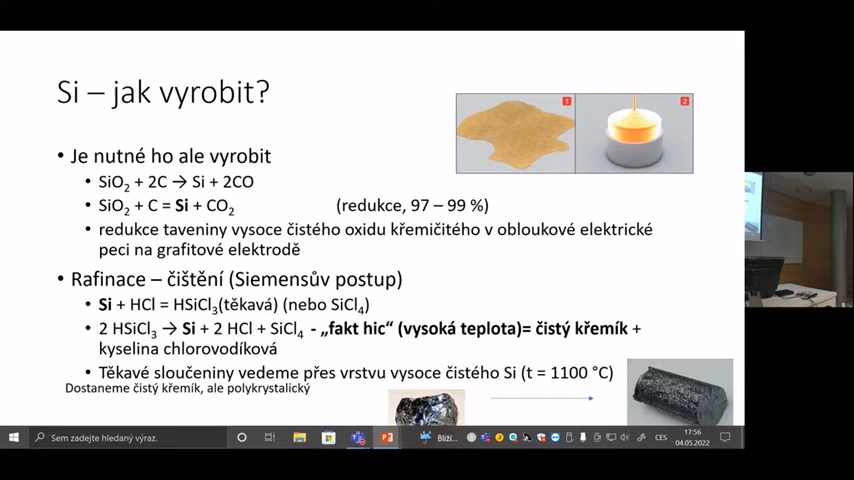 Si – jak vyrobit?
1
2
• Je nutné ho ale vyrobit
• SiO2 + 2C → Si + 2CO
• SiO2 + C = Si + CO2 (redukce, 97 – 99 %)
• redukce taveniny vysoce čistého oxidu křemičitého v obloukové elektrické
peci na grafitové elektrodě
• Rafinace – čištění (Siemensův postup)
• Si + HCl = HSiCl3(těkavá) (nebo SiCl4)
• 2 HSiCl3 → Si + 2 HCl + SiCl4 - „fakt hic“ (vysoká teplota)= čistý křemík +
kyselina chlorovodíková
• Těkavé sloučeniny vedeme přes vrstvu vysoce čistého Si (t = 1100 °C)
Dostaneme čistý křemík, ale polykrystalický
Sem zadejte hledaný výraz.
Blíží...
CES
17:56
04.05.2022